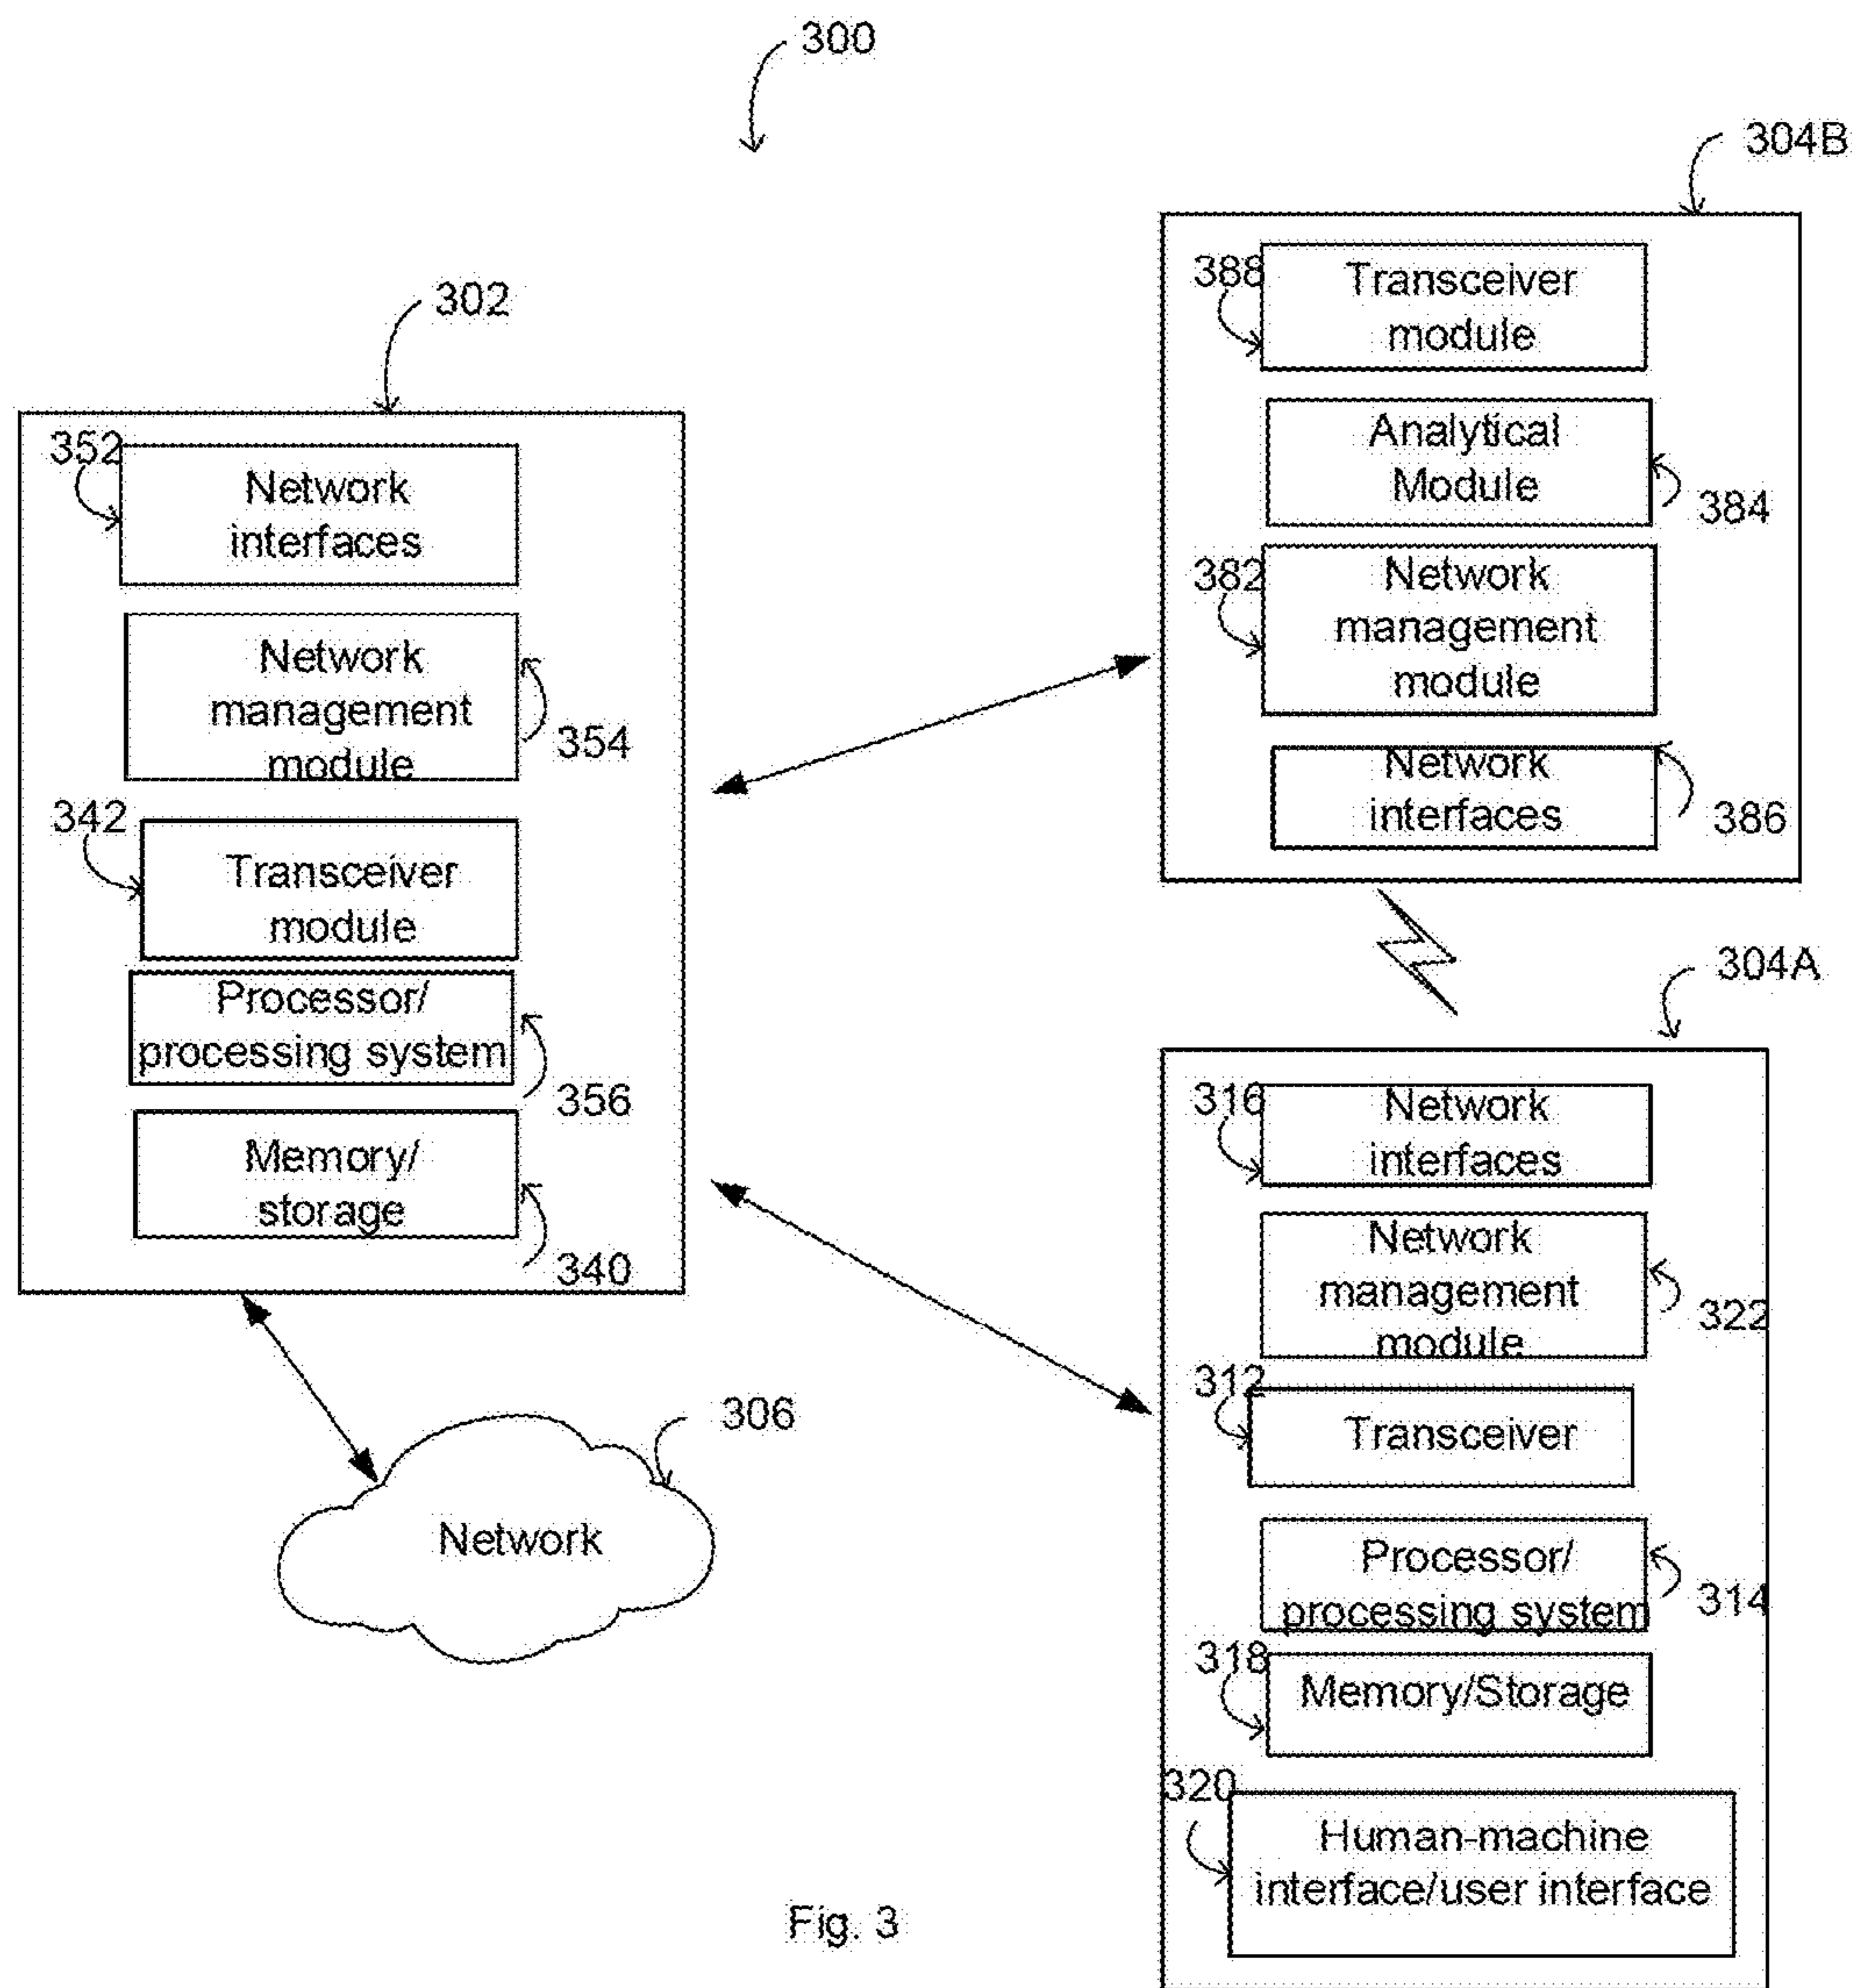 300
304B
388
Transceiver
module
Analytical
Module
384
382
Network
management
module
Network
interfaces
386
302
352
Network
interfaces
Network
management
module
354
342
Transceiver
module
Processor/
processing system
356
Memory/
storage
340
304A
316
Network
interfaces
Network
management
module
322
312
Transceiver
Processor/
processing system
314
318
Memory/Storage
320
Human-machine
interface/user interface
306
Network
Fig. 3